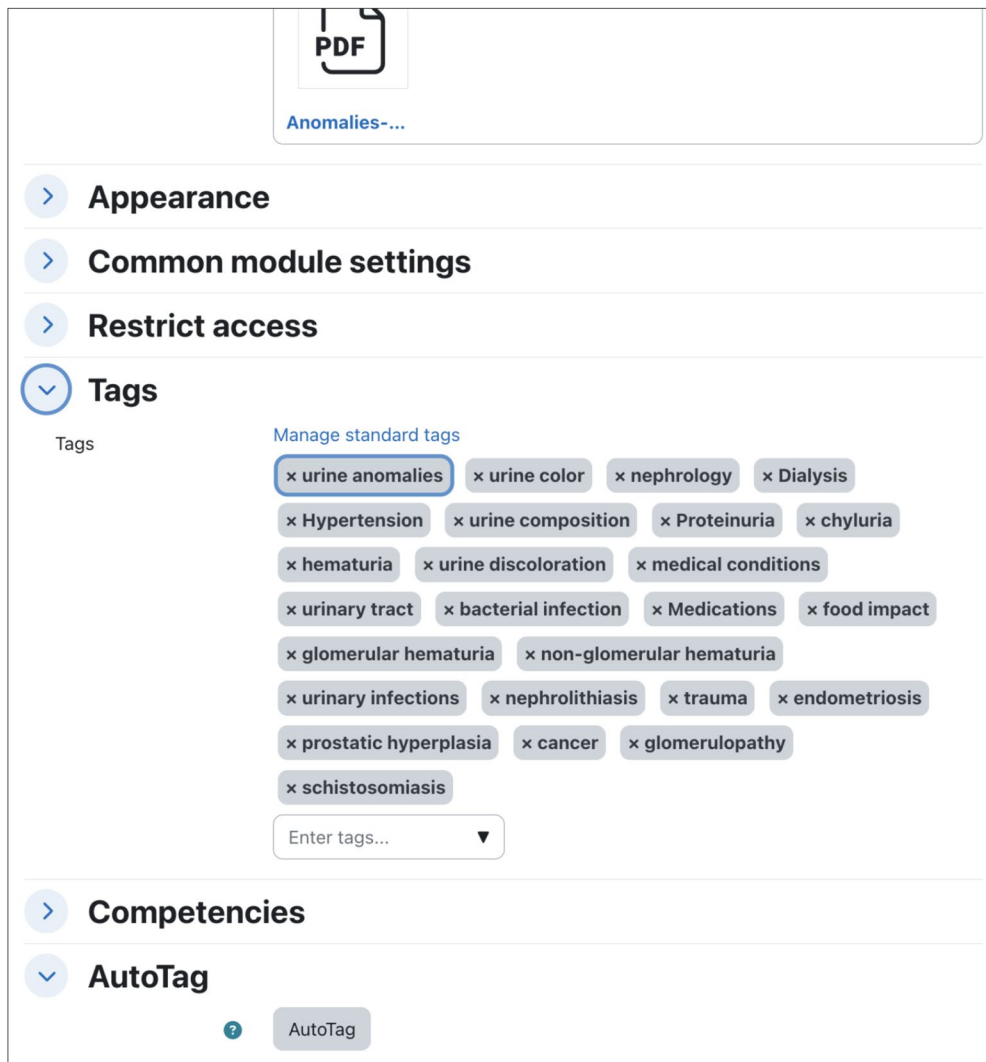 PDF
Anomalies-...
Appearance
Common module settings
Restrict access
Tags
Tags
Manage standard tags
× urine anomalies × urine color × nephrology × Dialysis
× Hypertension × urine composition × Proteinuria × chyluria
× hematuria × urine discoloration × medical conditions
× urinary tract × bacterial infection × Medications × food impact
× glomerular hematuria × non-glomerular hematuria
× urinary infections × nephrolithiasis × trauma × endometriosis
× prostatic hyperplasia × cancer × glomerulopathy
× schistosomiasis
Enter tags... ▼
Competencies
AutoTag
? AutoTag